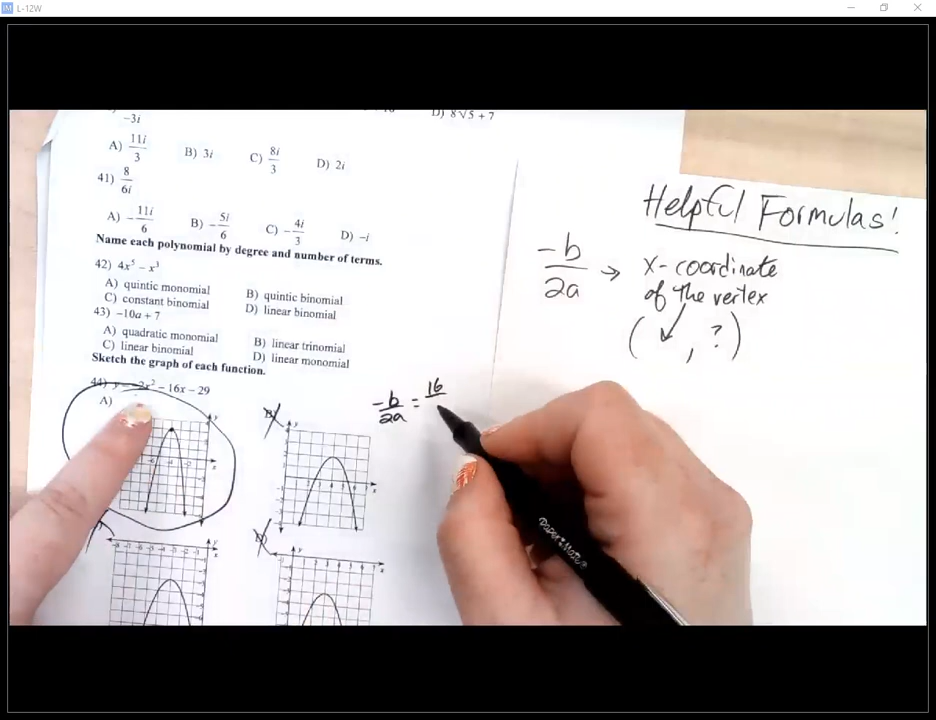 L-12W
-3i
D) 8√5 + 7
A) 11i/3 B) 3i C) 8i/3 D) 2i
41) 8/6i
A) -11i/6 B) -5i/6 C) -4i/3 D) -i
Name each polynomial by degree and number of terms.
42) 4x⁵ - x³
A) quintic monomial B) quintic binomial
C) constant binomial D) linear binomial
43) -10a + 7
A) quadratic monomial B) linear trinomial
C) linear binomial D) linear monomial
Sketch the graph of each function.
44) y = -2x² - 16x - 29
A) B)
-b/2a = 16
Helpful Formulas!
-b/2a → x-coordinate
of the vertex
( , ?)
PaperMate